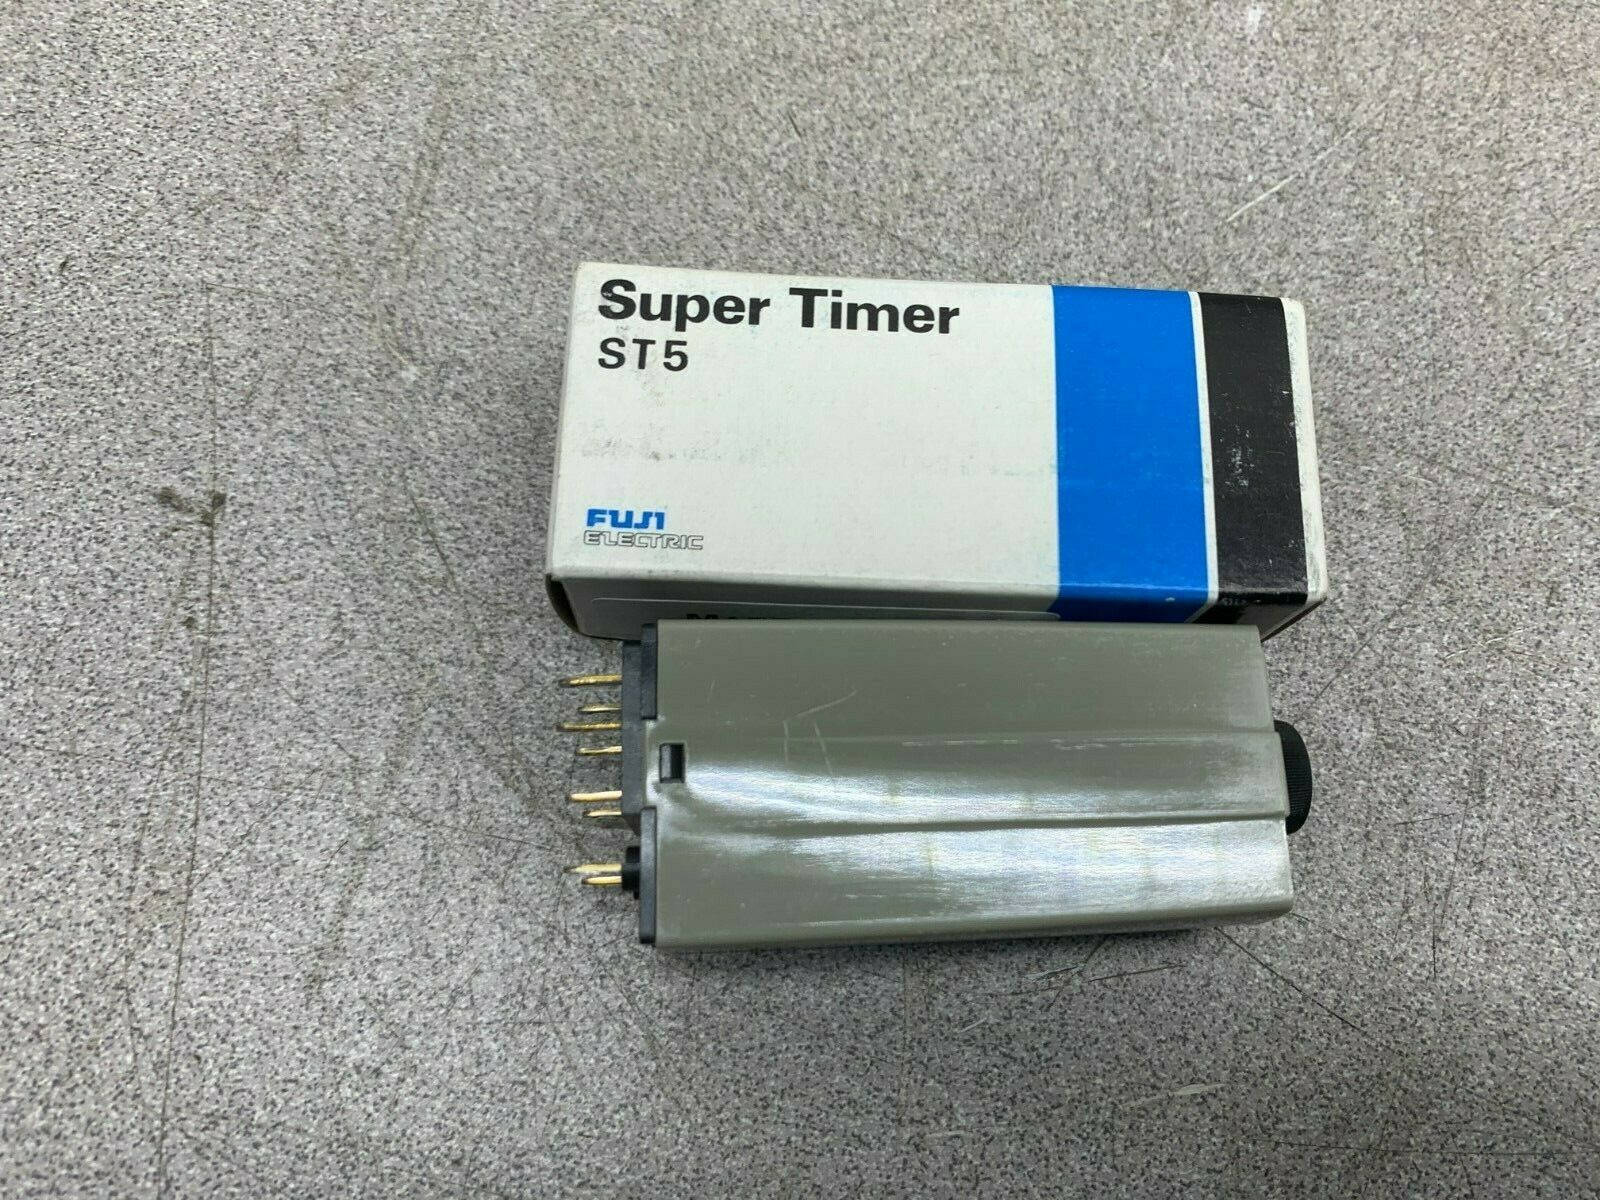 Super Timer
ST5
FUJI
ELECTRIC